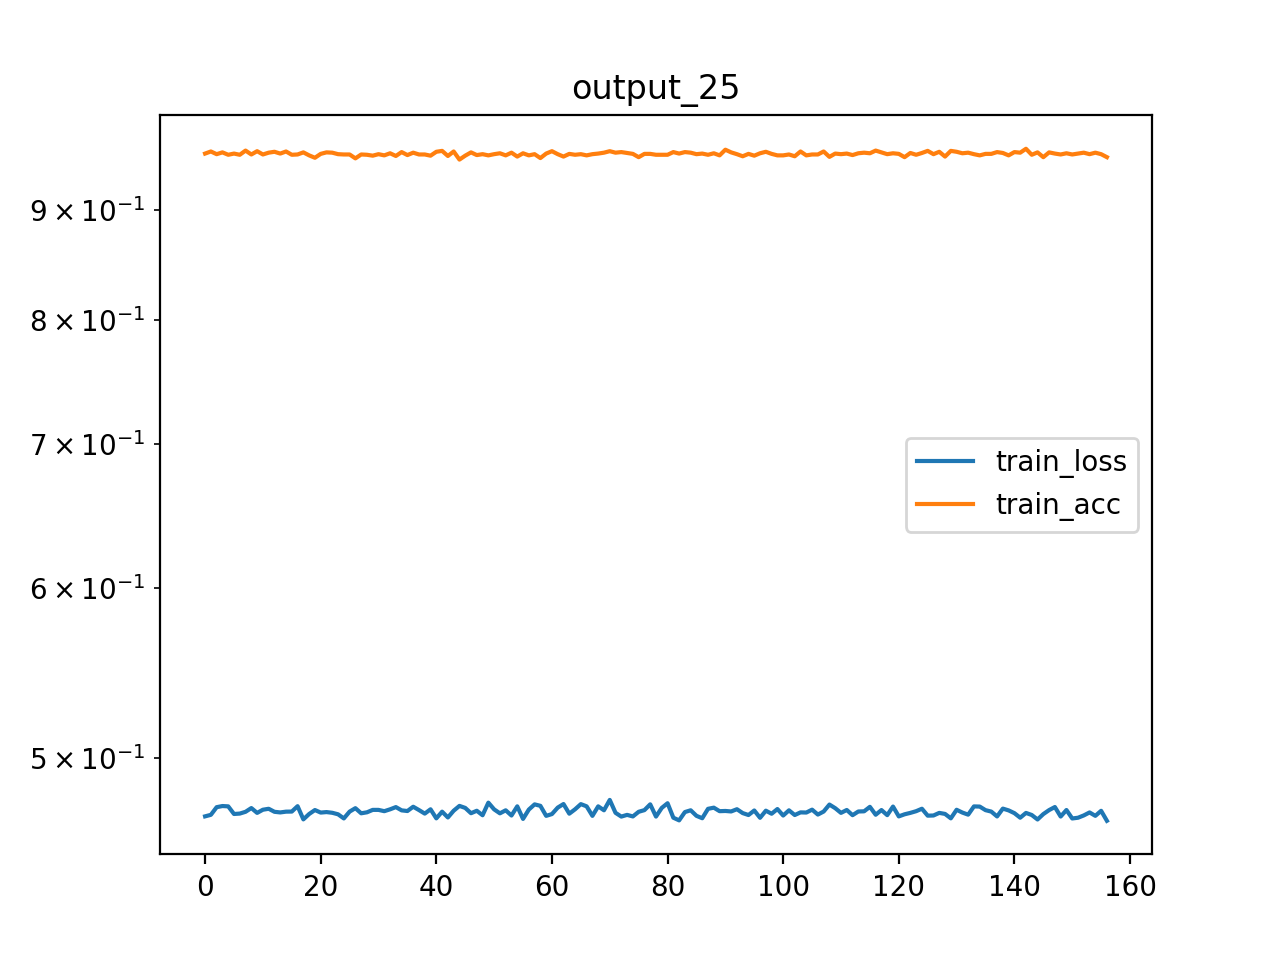 output_25
9 × 10⁻¹
8 × 10⁻¹
7 × 10⁻¹
6 × 10⁻¹
5 × 10⁻¹
train_loss
train_acc
0 20 40 60 80 100 120 140 160